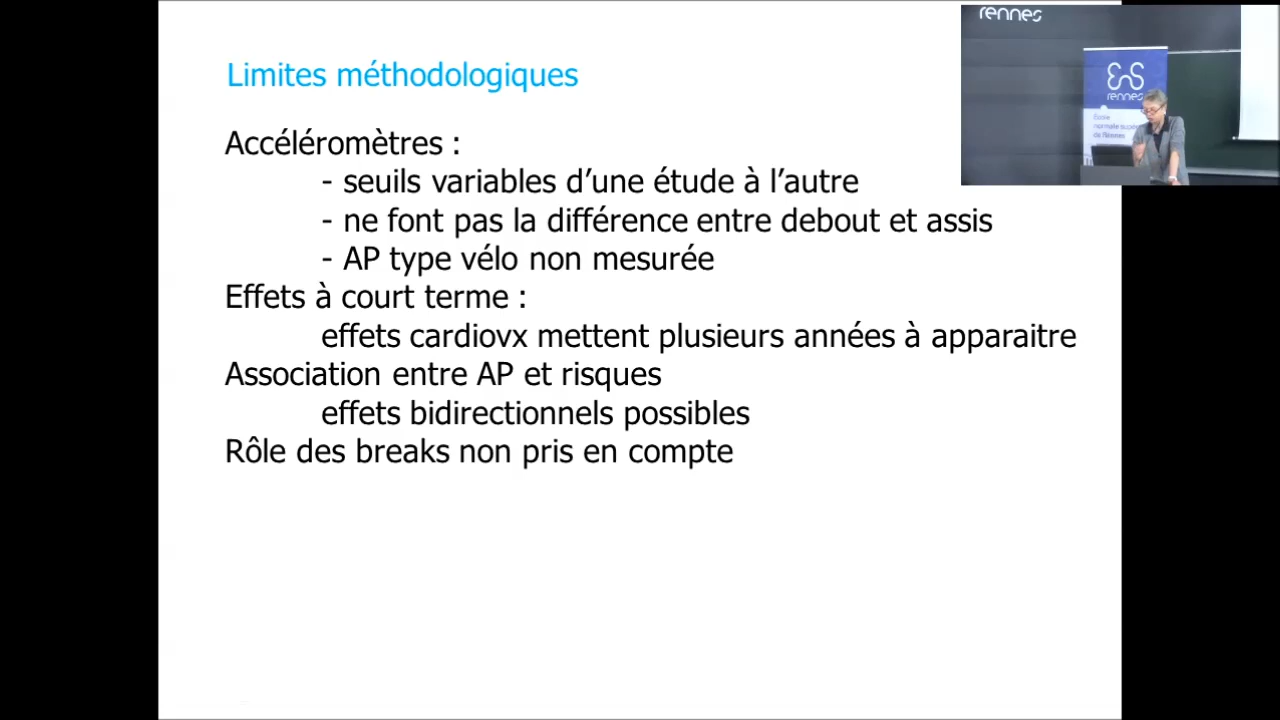 Limites méthodologiques
Accéléromètres :
- seuils variables d’une étude à l’autre
- ne font pas la différence entre debout et assis
- AP type vélo non mesurée
Effets à court terme :
effets cardiovx mettent plusieurs années à apparaitre
Association entre AP et risques
effets bidirectionnels possibles
Rôle des breaks non pris en compte
rennes
rennes
École
normale supé
de Rennes